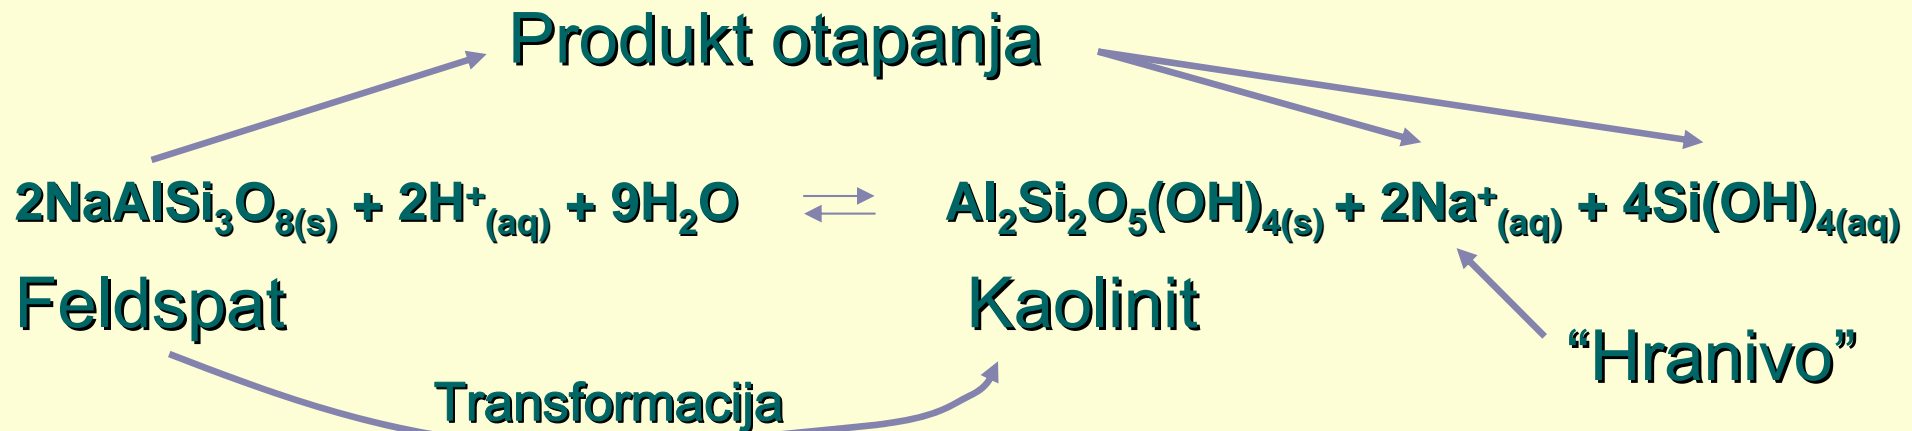 Produkt otapanja
2NaAlSi₃O₈₍ₛ₎ + 2H⁺₍ₐq₎ + 9H₂O ⇌ Al₂Si₂O₅(OH)₄₍ₛ₎ + 2Na⁺₍ₐq₎ + 4Si(OH)₄₍ₐq₎
Feldspat Kaolinit
“Hranivo”
Transformacija